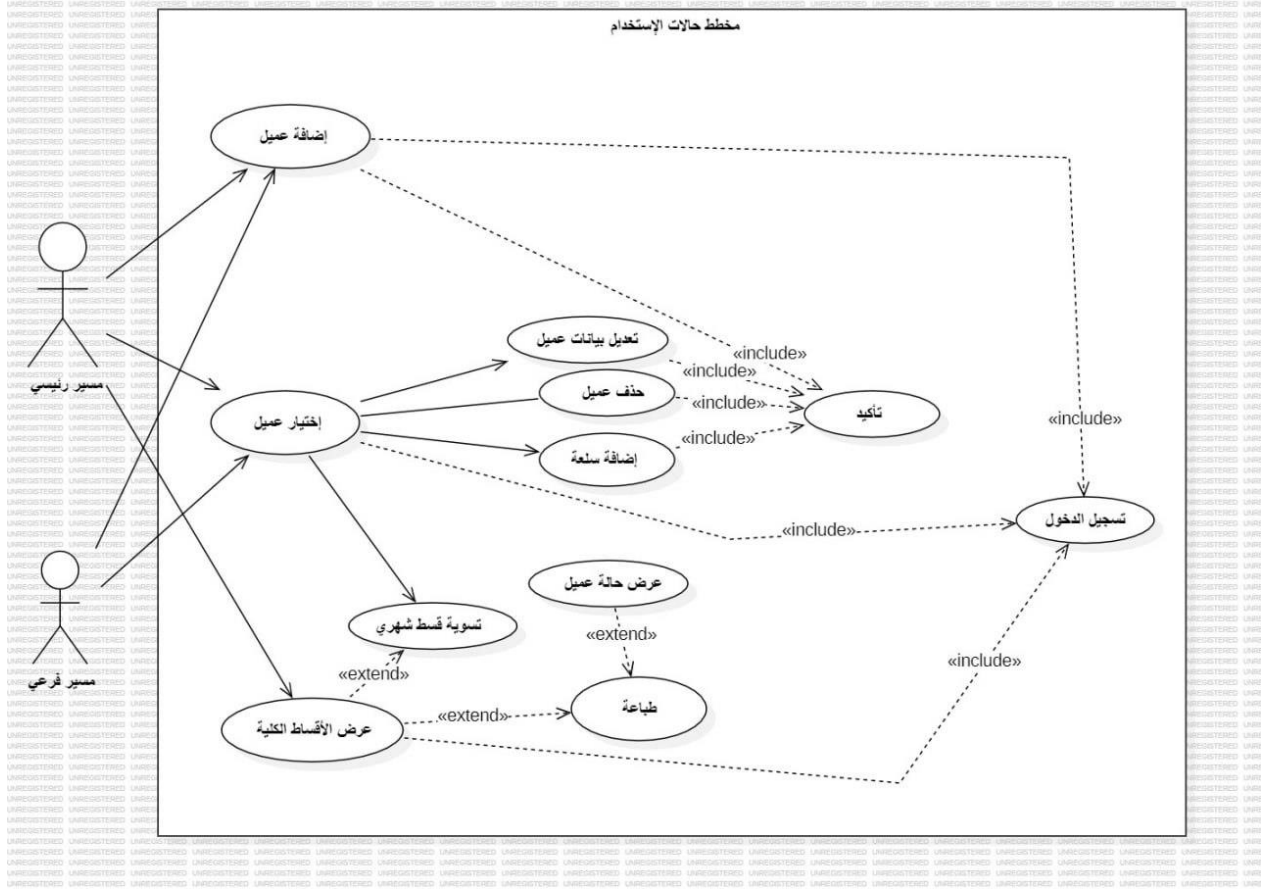 مخطط حالات الإستخدام
إضافة عميل
مسير رئيسي
تعديل بيانات عميل
«include»
«include»
حذف عميل
«include»
تأكيد
إختيار عميل
«include»
إضافة سلعة
«include»
«include»
تسجيل الدخول
عرض حالة عميل
تسوية قسط شهري
«extend»
«extend»
مسير فرعي
«include»
عرض الأقساط الكلية
«extend»
طباعة
UNREGISTERED